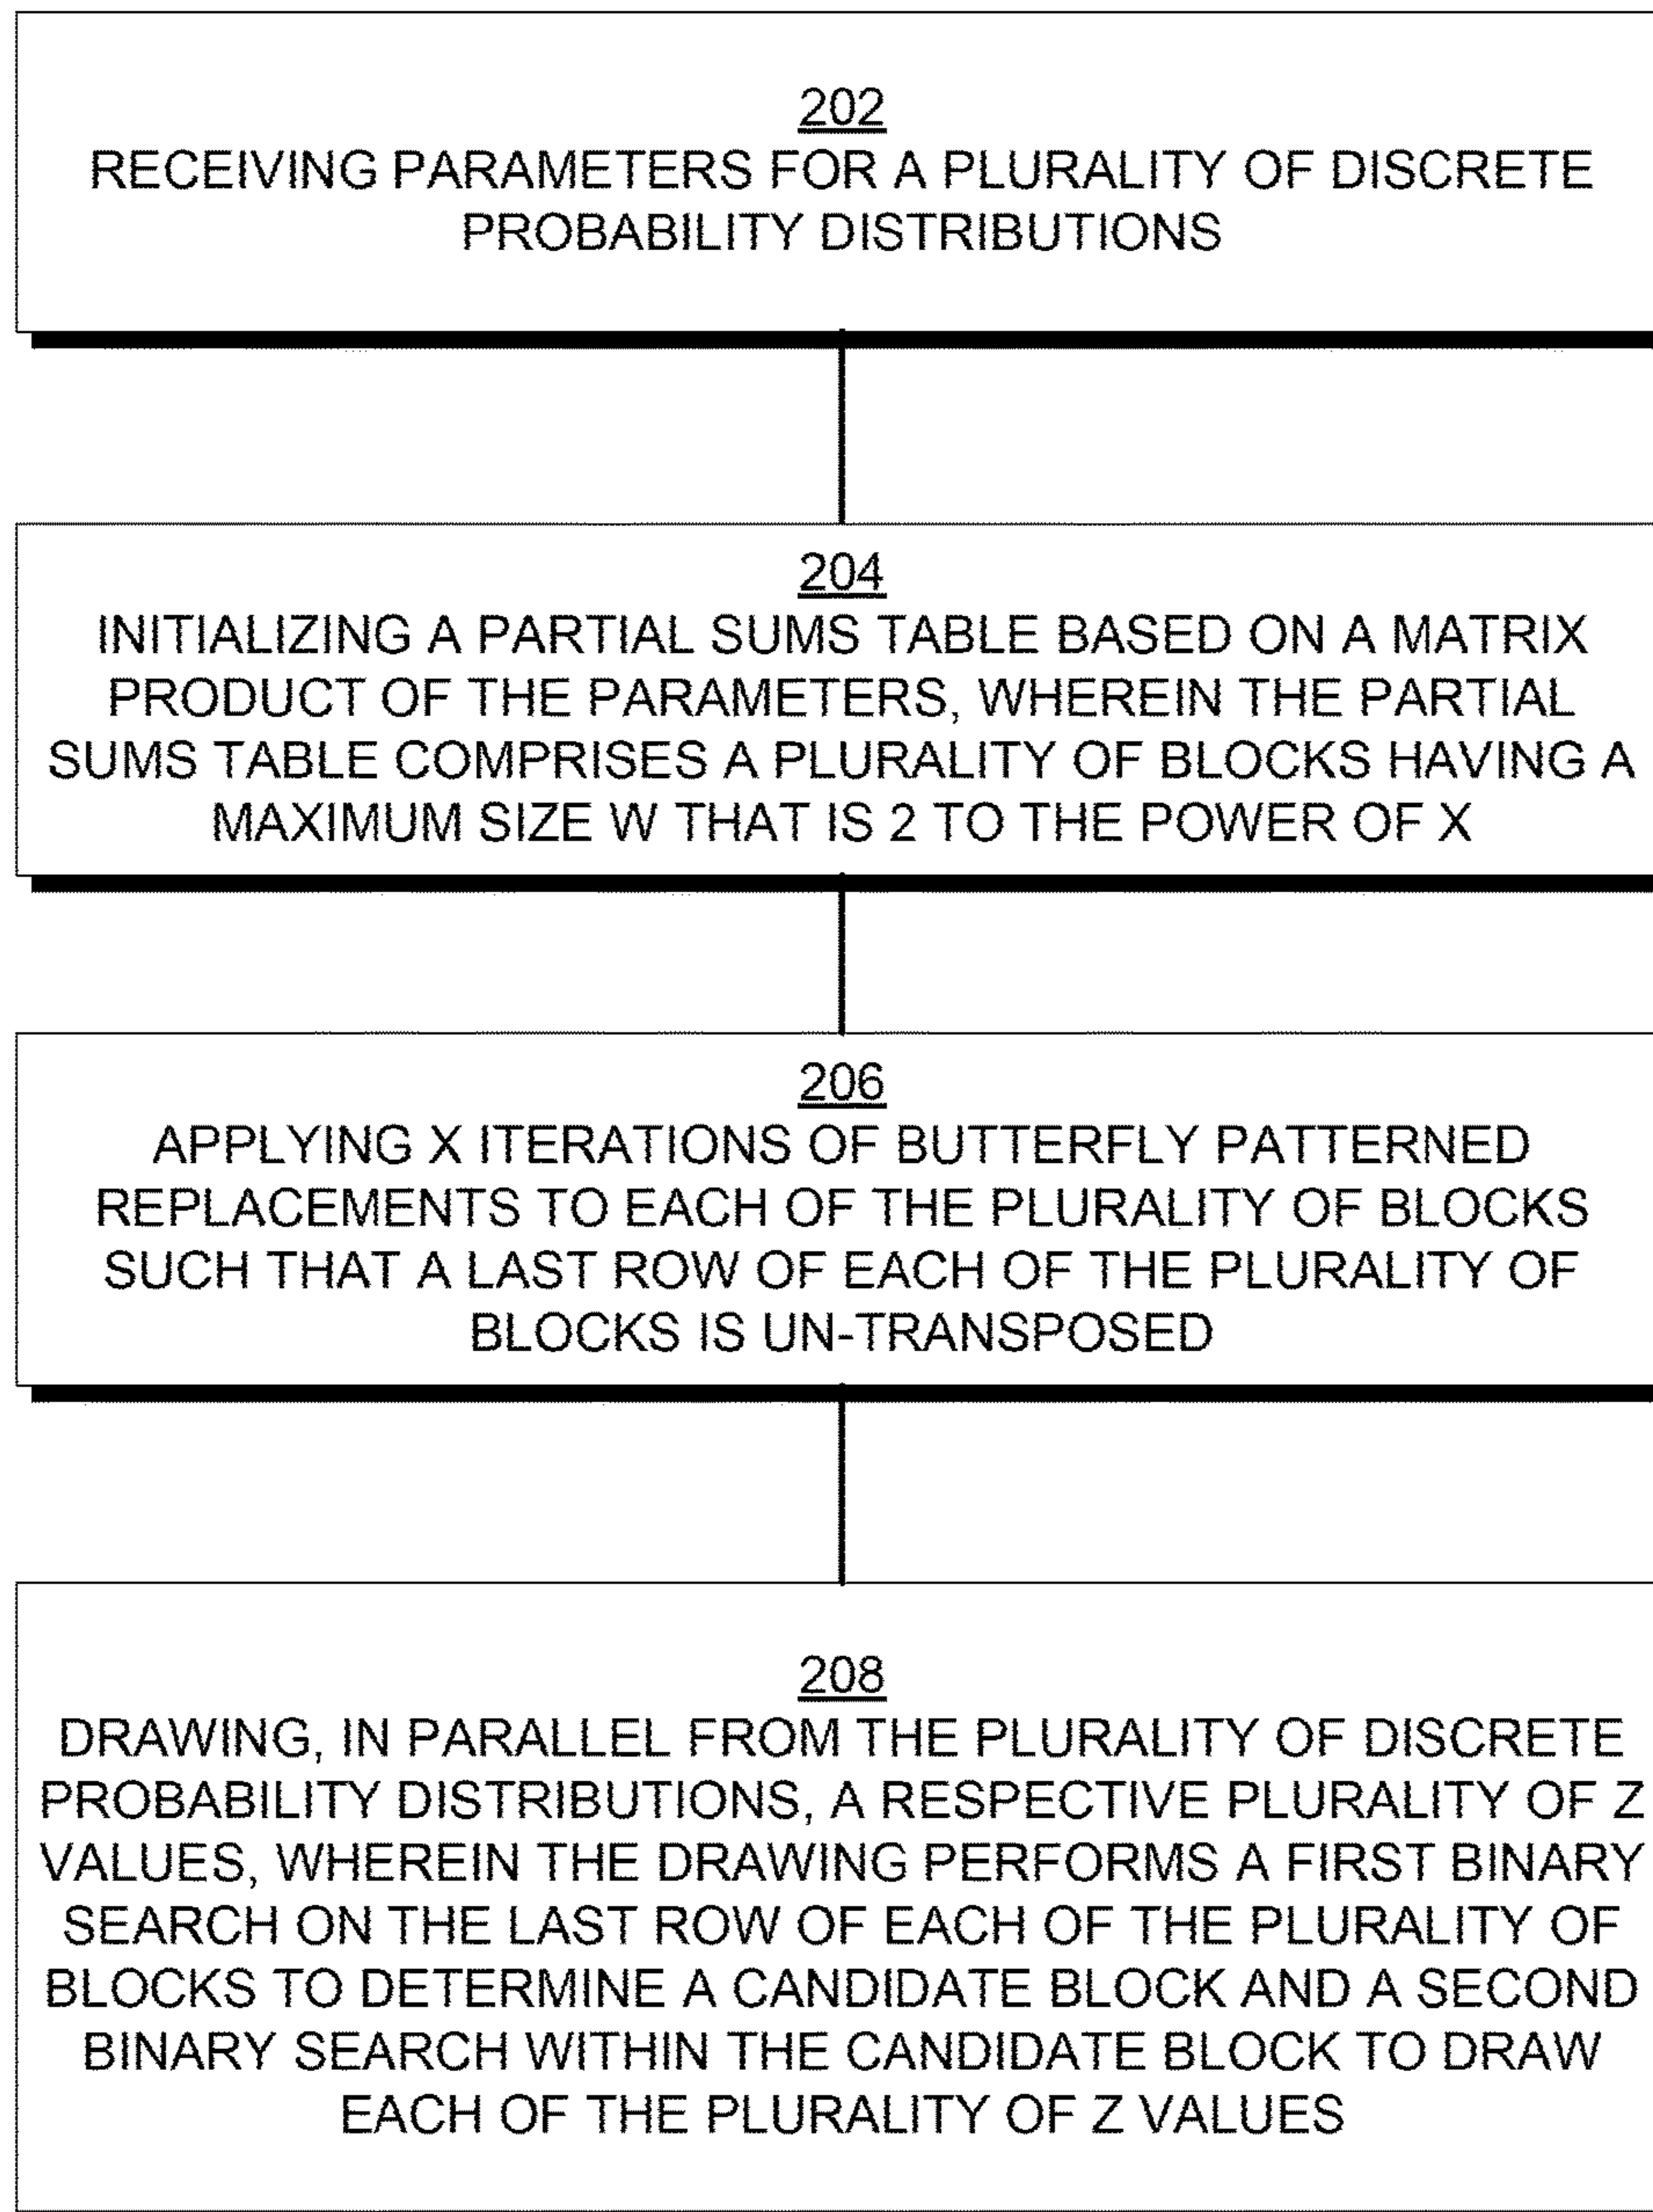 202
RECEIVING PARAMETERS FOR A PLURALITY OF DISCRETE
PROBABILITY DISTRIBUTIONS
204
INITIALIZING A PARTIAL SUMS TABLE BASED ON A MATRIX
PRODUCT OF THE PARAMETERS, WHEREIN THE PARTIAL
SUMS TABLE COMPRISES A PLURALITY OF BLOCKS HAVING A
MAXIMUM SIZE W THAT IS 2 TO THE POWER OF X
206
APPLYING X ITERATIONS OF BUTTERFLY PATTERNED
REPLACEMENTS TO EACH OF THE PLURALITY OF BLOCKS
SUCH THAT A LAST ROW OF EACH OF THE PLURALITY OF
BLOCKS IS UN-TRANSPOSED
208
DRAWING, IN PARALLEL FROM THE PLURALITY OF DISCRETE
PROBABILITY DISTRIBUTIONS, A RESPECTIVE PLURALITY OF Z
VALUES, WHEREIN THE DRAWING PERFORMS A FIRST BINARY
SEARCH ON THE LAST ROW OF EACH OF THE PLURALITY OF
BLOCKS TO DETERMINE A CANDIDATE BLOCK AND A SECOND
BINARY SEARCH WITHIN THE CANDIDATE BLOCK TO DRAW
EACH OF THE PLURALITY OF Z VALUES